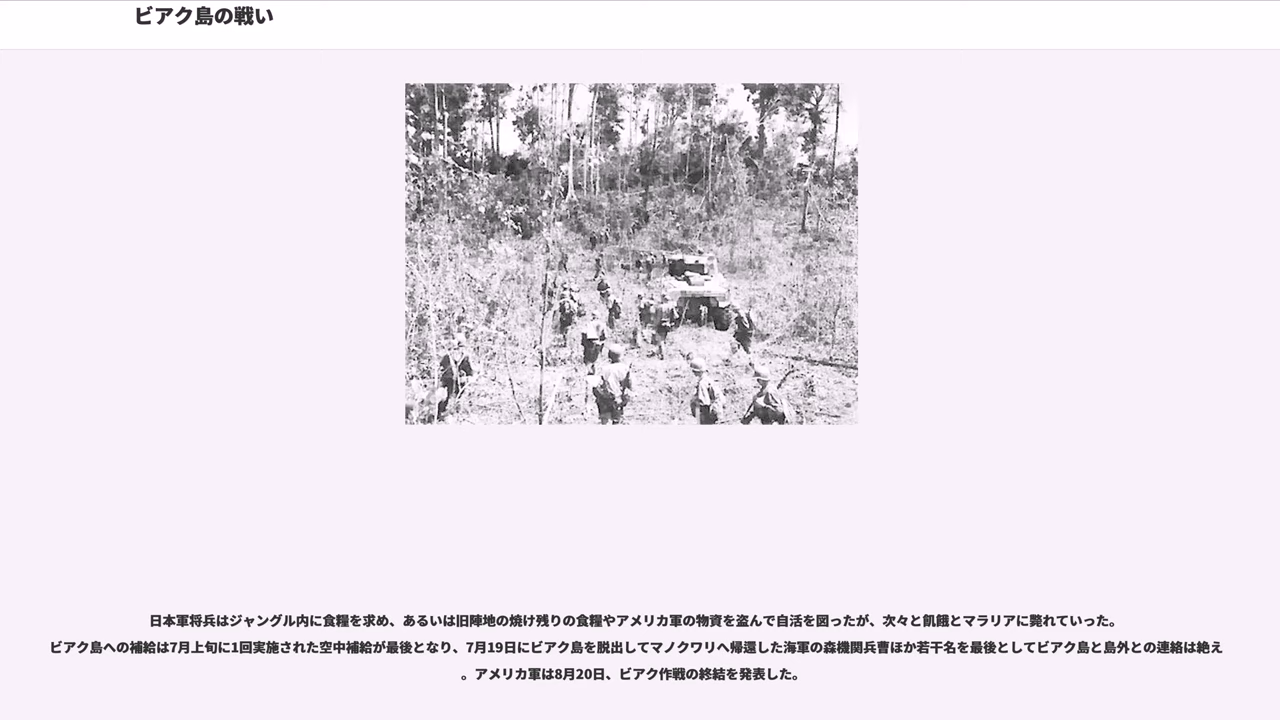 ビアク島の戦い
日本軍将兵はジャングル内に食糧を求め、あるいは旧陣地の焼け残りの食糧やアメリカ軍の物資を盗んで自活を図ったが、次々と飢餓とマラリアに斃れていった。
ビアク島への補給は7月上旬に1回実施された空中補給が最後となり、7月19日にビアク島を脱出してマノクワリへ帰還した海軍の森機関兵曹ほか若干名を最後としてビアク島と島外との連絡は絶え
。アメリカ軍は8月20日、ビアク作戦の終結を発表した。